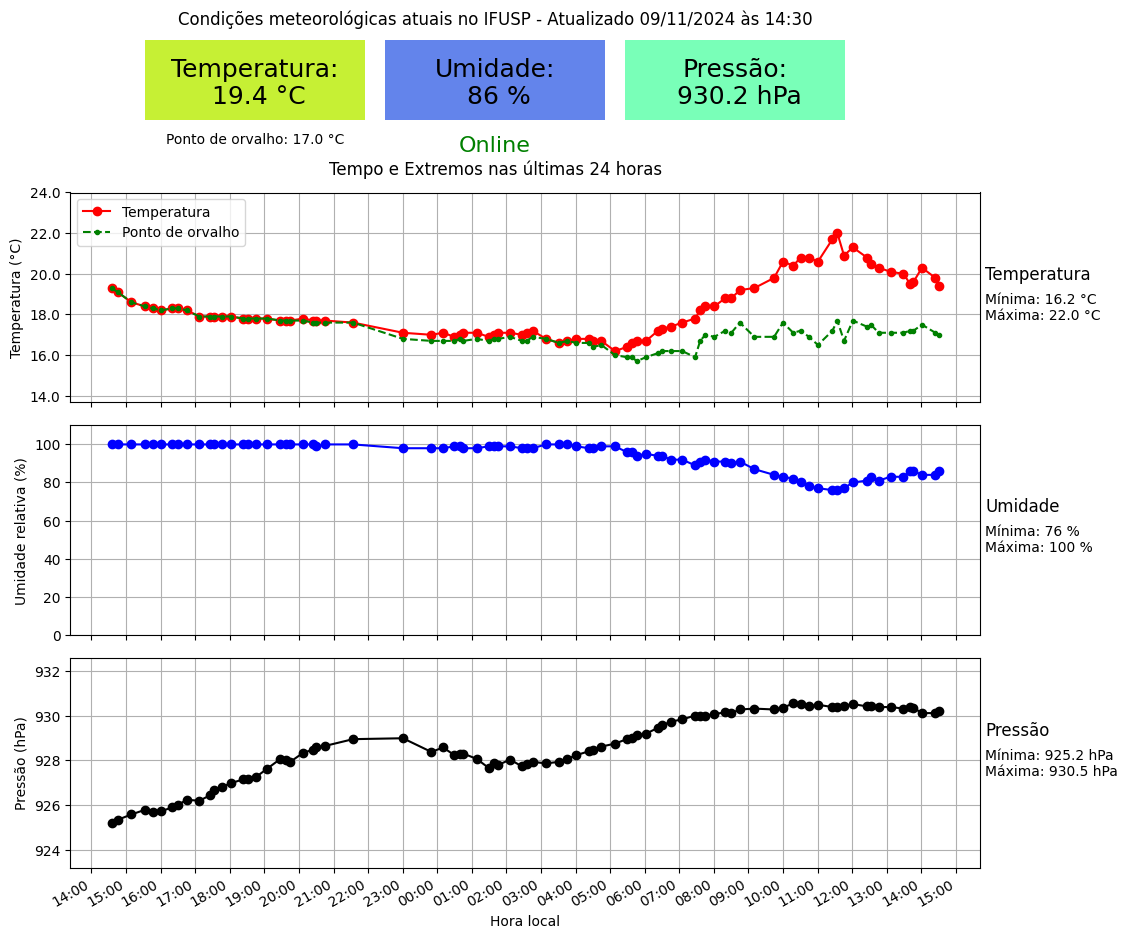 Condições meteorológicas atuais no IFUSP - Atualizado 09/11/2024 às 14:30
Temperatura:
19.4 °C
Umidade:
86 %
Pressão:
930.2 hPa
Ponto de orvalho: 17.0 °C
Online
Tempo e Extremos nas últimas 24 horas
Temperatura (°C)
24.0
22.0
20.0
18.0
16.0
14.0
Temperatura
Ponto de orvalho
Temperatura
Mínima: 16.2 °C
Máxima: 22.0 °C
Umidade relativa (%)
100
80
60
40
20
0
Umidade
Mínima: 76 %
Máxima: 100 %
Pressão (hPa)
932
930
928
926
924
Pressão
Mínima: 925.2 hPa
Máxima: 930.5 hPa
14:00 15:00 16:00 17:00 18:00 19:00 20:00 21:00 22:00 23:00 00:00 01:00 02:00 03:00 04:00 05:00 06:00 07:00 08:00 09:00 10:00 11:00 12:00 13:00 14:00 15:00
Hora local